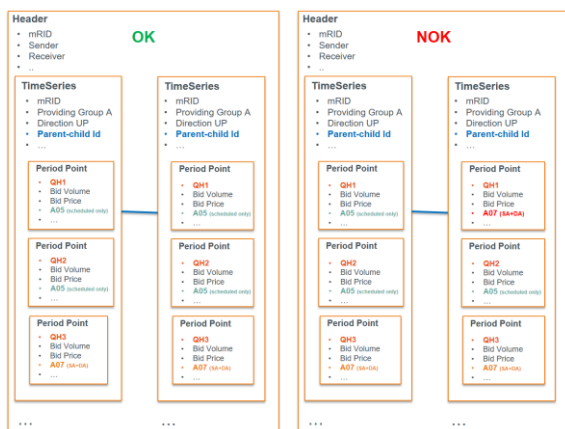 Header
OK
• mRID
• Sender
• Receiver
• ..
TimeSeries
• mRID
• Providing Group A
• Direction UP
• Parent-child Id
• ...
Period Point
• QH1
• Bid Volume
• Bid Price
• A05 (scheduled only)
• ...
Period Point
• QH2
• Bid Volume
• Bid Price
• A05 (scheduled only)
• ...
Period Point
• QH3
• Bid Volume
• Bid Price
• A07 (SA+DA)
• ...
...
TimeSeries
• mRID
• Providing Group A
• Direction UP
• Parent-child Id
• ...
Period Point
• QH1
• Bid Volume
• Bid Price
• A05 (scheduled only)
• ...
Period Point
• QH2
• Bid Volume
• Bid Price
• A05 (scheduled only)
• ...
Period Point
• QH3
• Bid Volume
• Bid Price
• A07 (SA+DA)
• ...
...
Header
NOK
• mRID
• Sender
• Receiver
• ..
TimeSeries
• mRID
• Providing Group A
• Direction UP
• Parent-child Id
• ...
Period Point
• QH1
• Bid Volume
• Bid Price
• A05 (scheduled only)
• ...
Period Point
• QH2
• Bid Volume
• Bid Price
• A05 (scheduled only)
• ...
Period Point
• QH3
• Bid Volume
• Bid Price
• A07 (SA+DA)
• ...
...
TimeSeries
• mRID
• Providing Group A
• Direction UP
• Parent-child Id
• ...
Period Point
• QH1
• Bid Volume
• Bid Price
• A07 (SA+DA)
• ...
Period Point
• QH2
• Bid Volume
• Bid Price
• A05 (scheduled only)
• ...
Period Point
• QH3
• Bid Volume
• Bid Price
• A07 (SA+DA)
• ...
...